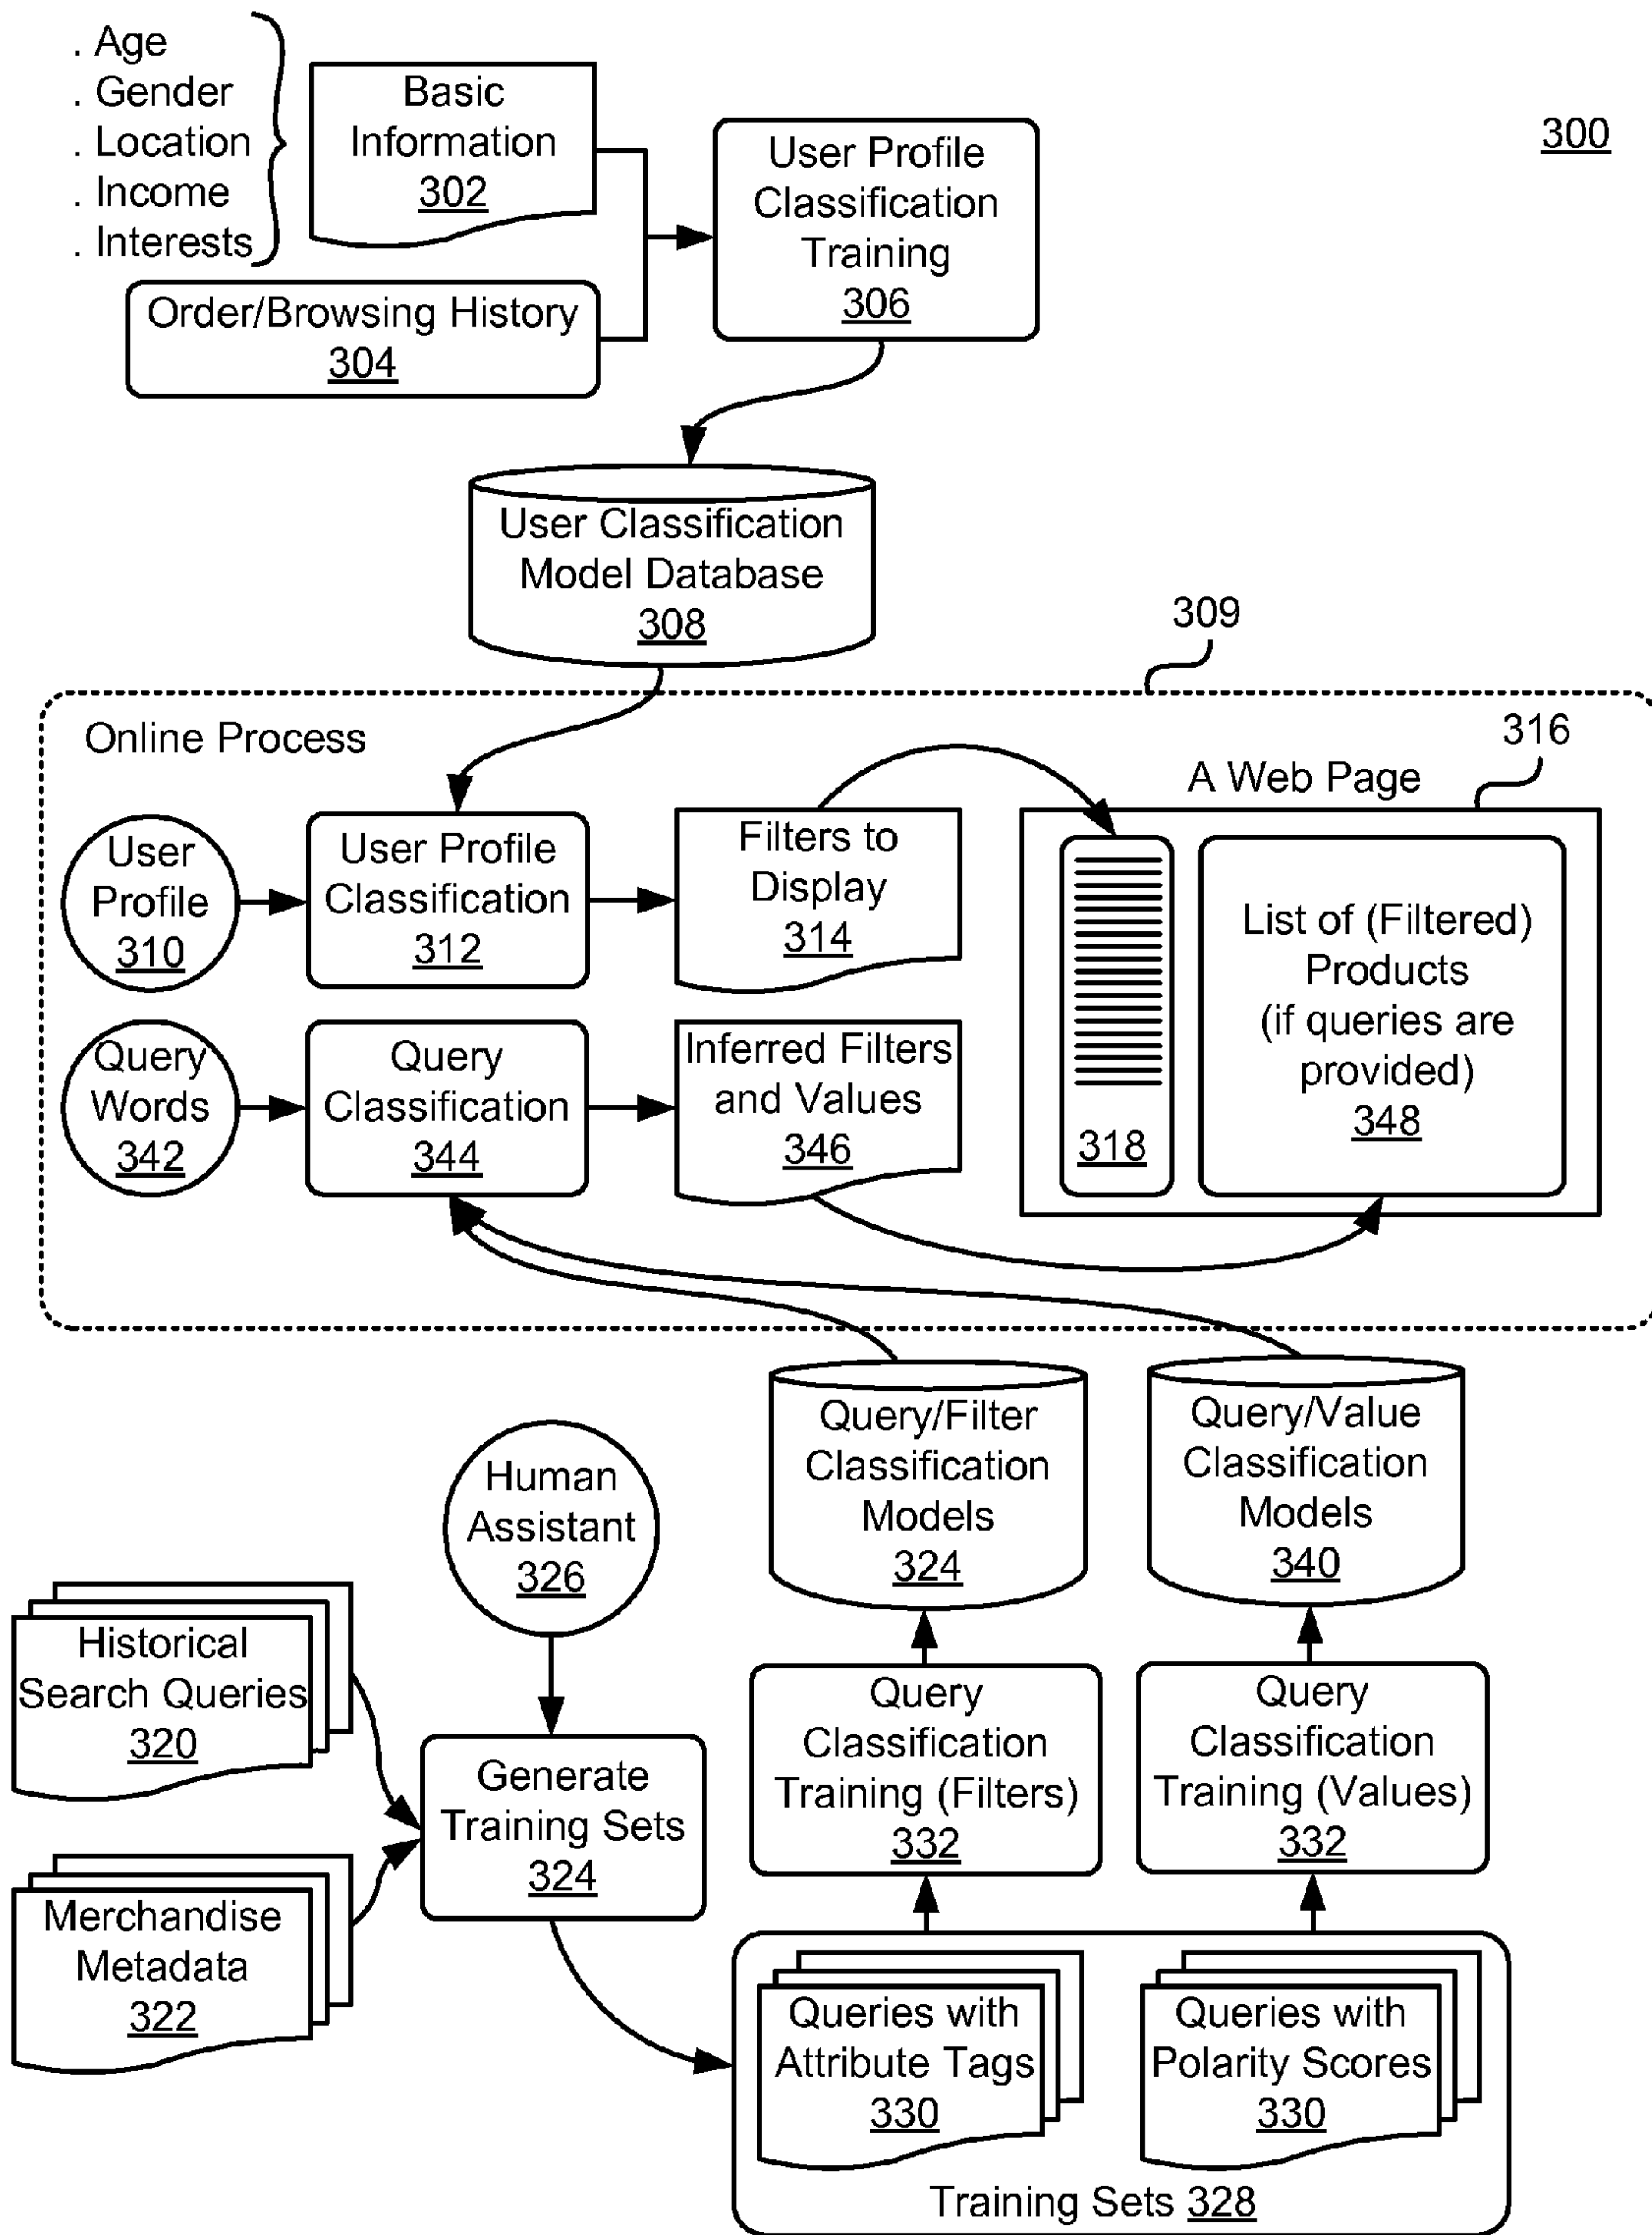 . Age
. Gender
. Location
. Income
. Interests
Basic
Information
302
Order/Browsing History
304
User Profile
Classification
Training
306
300
User Classification
Model Database
308
309
Online Process
316
A Web Page
User
Profile
310
User Profile
Classification
312
Filters to
Display
314
318
List of (Filtered)
Products
(if queries are
provided)
348
Query
Words
342
Query
Classification
344
Inferred Filters
and Values
346
Query/Filter
Classification
Models
324
Query/Value
Classification
Models
340
Human
Assistant
326
Historical
Search Queries
320
Merchandise
Metadata
322
Generate
Training Sets
324
Query
Classification
Training (Filters)
332
Query
Classification
Training (Values)
332
Queries with
Attribute Tags
330
Queries with
Polarity Scores
330
Training Sets 328